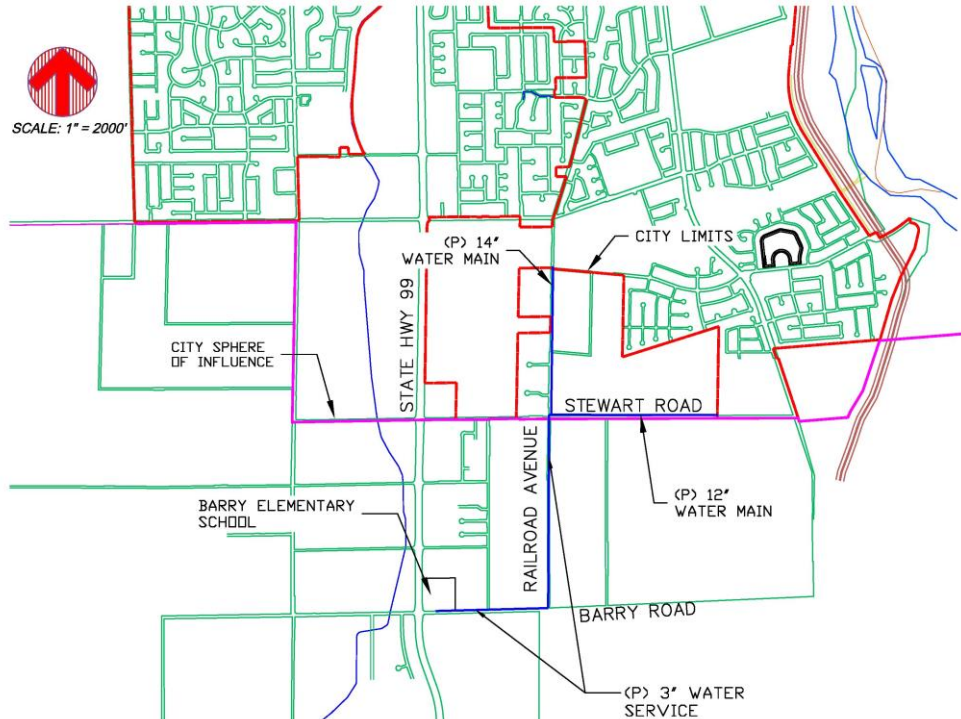 SCALE: 1" = 2000'
(P) 14"
WATER MAIN
CITY LIMITS
STATE HWY 99
CITY SPHERE
OF INFLUENCE
STEWART ROAD
RAILROAD AVENUE
(P) 12"
WATER MAIN
BARRY ELEMENTARY
SCHOOL
BARRY ROAD
(P) 3" WATER
SERVICE